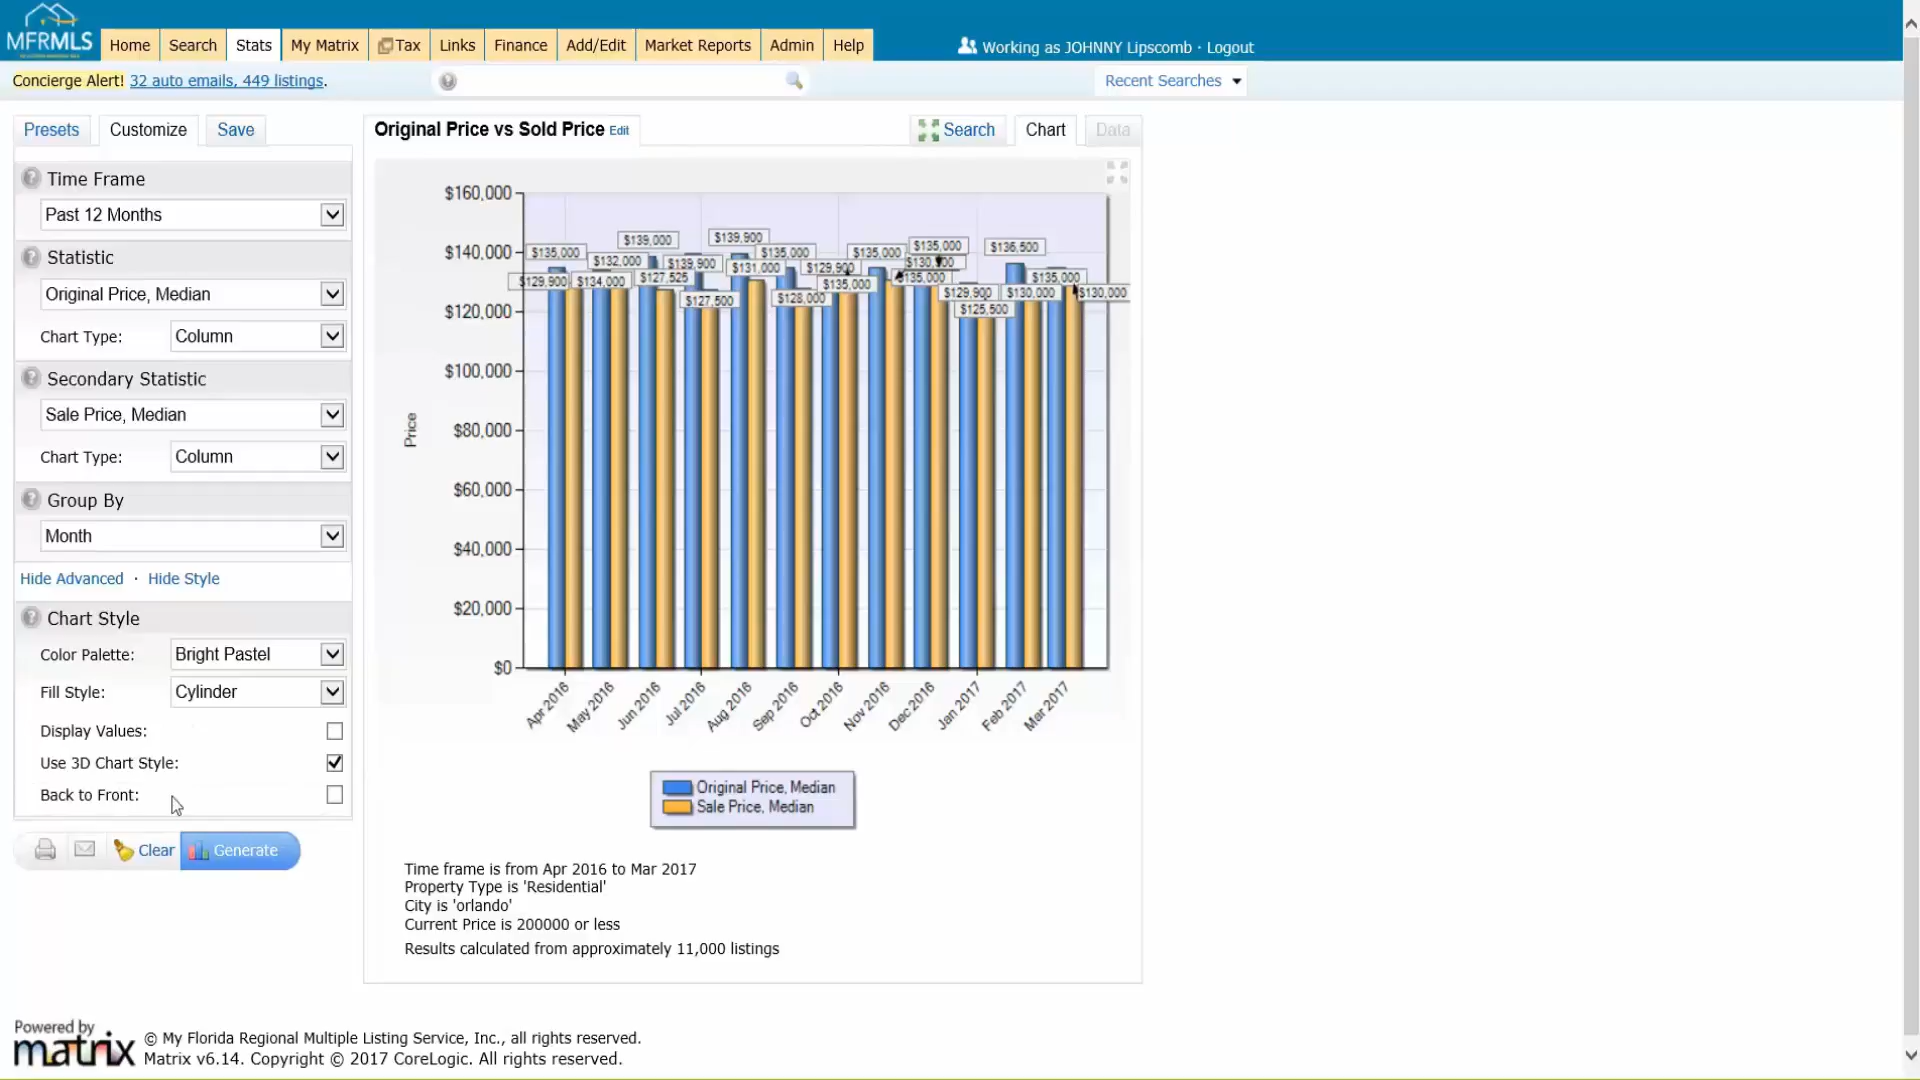 MFRMLS
Home Search Stats My Matrix Tax Links Finance Add/Edit Market Reports Admin Help
Working as JOHNNY Lipscomb · Logout
Concierge Alert! 32 auto emails, 449 listings.
Recent Searches
Presets Customize Save
Time Frame
Past 12 Months
Statistic
Original Price, Median
Chart Type: Column
Secondary Statistic
Sale Price, Median
Chart Type: Column
Group By
Month
Hide Advanced · Hide Style
Chart Style
Color Palette: Bright Pastel
Fill Style: Cylinder
Display Values:
Use 3D Chart Style:
Back to Front:
Clear Generate
Original Price vs Sold Price Edit
Search Chart Data
Price
$160,000
$140,000
$120,000
$100,000
$80,000
$60,000
$40,000
$20,000
$0
$139,000 $139,900
$135,000 $135,000 $135,000 $135,000 $136,500
$132,000 $139,900 $131,000 $129,900
$129,900 $134,000 $127,525 $135,000 $135,000 $135,000
$127,500 $128,000 $129,900 $130,000 $130,000
$125,500
Apr 2016 May 2016 Jun 2016 Jul 2016 Aug 2016 Sep 2016 Oct 2016 Nov 2016 Dec 2016 Jan 2017 Feb 2017 Mar 2017
Original Price, Median
Sale Price, Median
Time frame is from Apr 2016 to Mar 2017
Property Type is 'Residential'
City is 'orlando'
Current Price is 200000 or less
Results calculated from approximately 11,000 listings
Powered by
matrix
© My Florida Regional Multiple Listing Service, Inc., all rights reserved.
Matrix v6.14. Copyright © 2017 CoreLogic. All rights reserved.